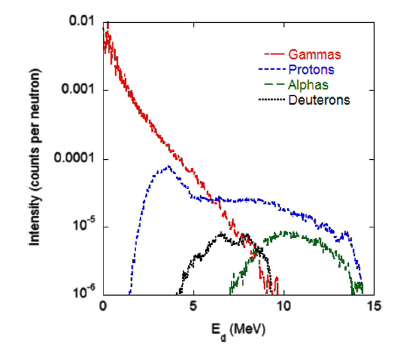 0.01
0.001
0.0001
10-5
10-6
Intensity (counts per neutron)
Gammas
Protons
Alphas
Deuterons
0 5 10 15
Ed (MeV)